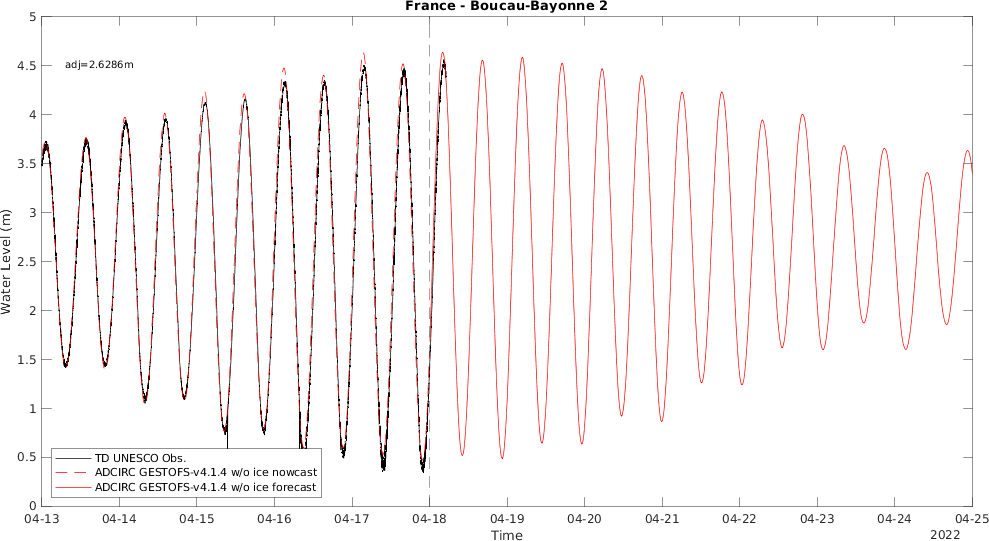 France - Boucau-Bayonne 2
5
4.5
4
3.5
3
2.5
2
1.5
1
0.5
0
Water Level (m)
adj=2.6286m
TD UNESCO Obs.
ADCIRC GESTOFS-v4.1.4 w/o ice nowcast
ADCIRC GESTOFS-v4.1.4 w/o ice forecast
04-13 04-14 04-15 04-16 04-17 04-18 04-19 04-20 04-21 04-22 04-23 04-24 04-25
Time
2022